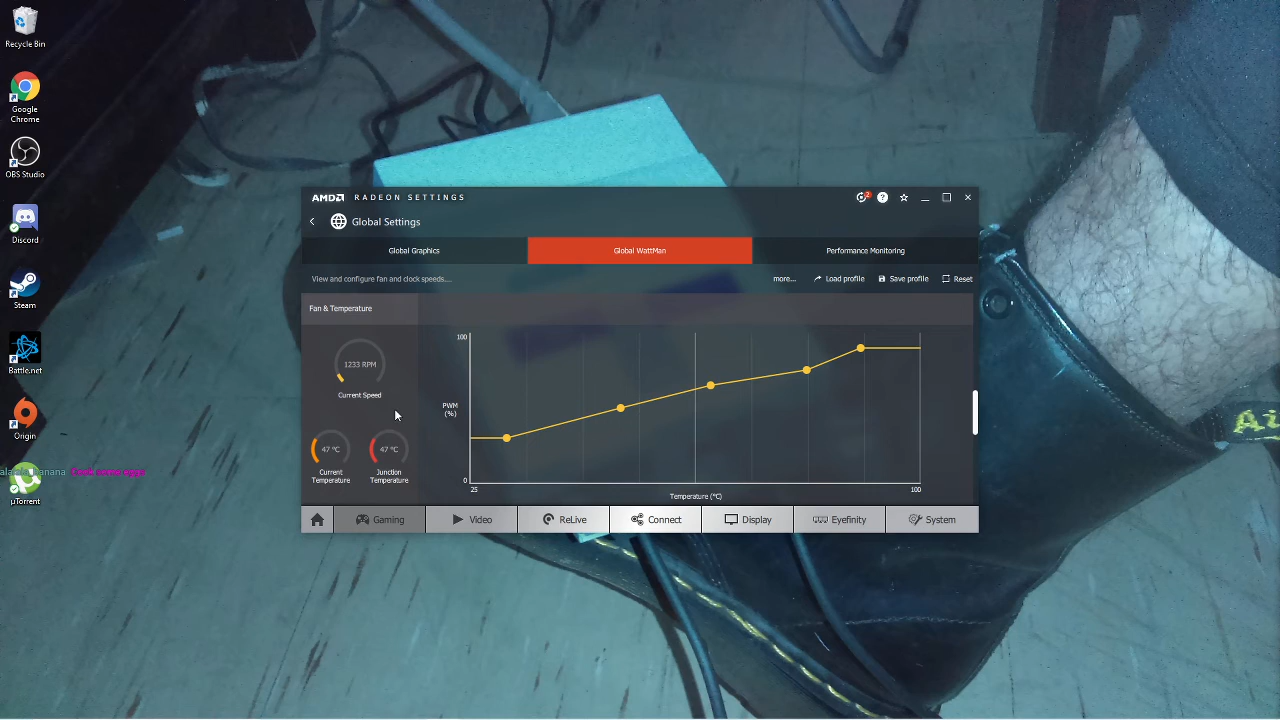 Recycle Bin
Google
Chrome
OBS Studio
Discord
Steam
Battle.net
Origin
µTorrent
AMD RADEON SETTINGS
2
Global Settings
Global Graphics Global WattMan Performance Monitoring
View and configure fan and clock speeds... more... Load profile Save profile Reset
Fan & Temperature
1233 RPM
Current Speed
47 °C 47 °C
Current
Temperature
Junction
Temperature
100
PWM
(%)
0
25 100
Temperature (°C)
Gaming Video ReLive Connect Display Eyefinity System